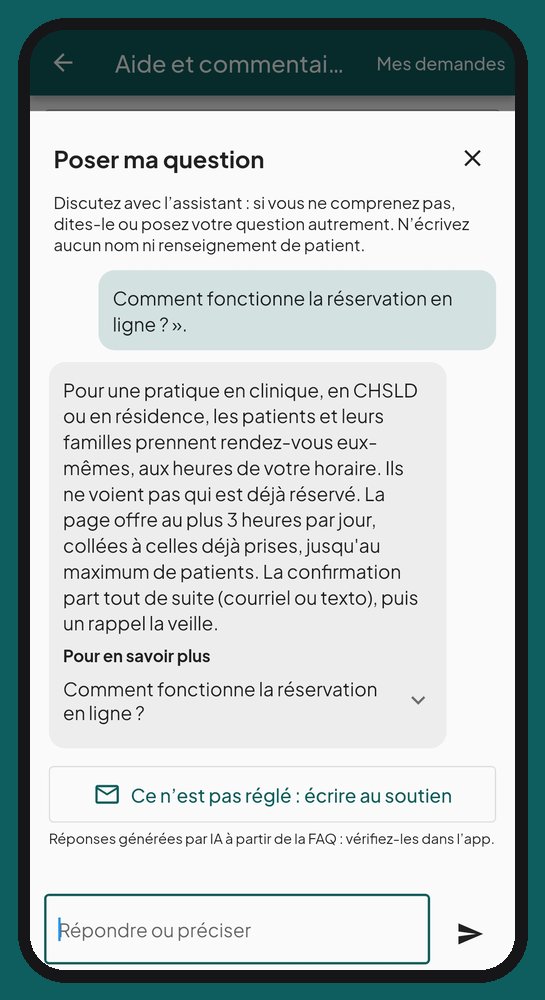 Aide et commentai...
Mes demandes
Poser ma question
Discutez avec l’assistant : si vous ne comprenez pas,
dites-le ou posez votre question autrement. N’écrivez
aucun nom ni renseignement de patient.
Comment fonctionne la réservation en
ligne ? ».
Pour une pratique en clinique, en CHSLD
ou en résidence, les patients et leurs
familles prennent rendez-vous eux-
mêmes, aux heures de votre horaire. Ils
ne voient pas qui est déjà réservé. La
page offre au plus 3 heures par jour,
collées à celles déjà prises, jusqu'au
maximum de patients. La confirmation
part tout de suite (courriel ou texto), puis
un rappel la veille.
Pour en savoir plus
Comment fonctionne la réservation
en ligne ?
Ce n’est pas réglé : écrire au soutien
Réponses générées par IA à partir de la FAQ : vérifiez-les dans l’app.
Répondre ou préciser